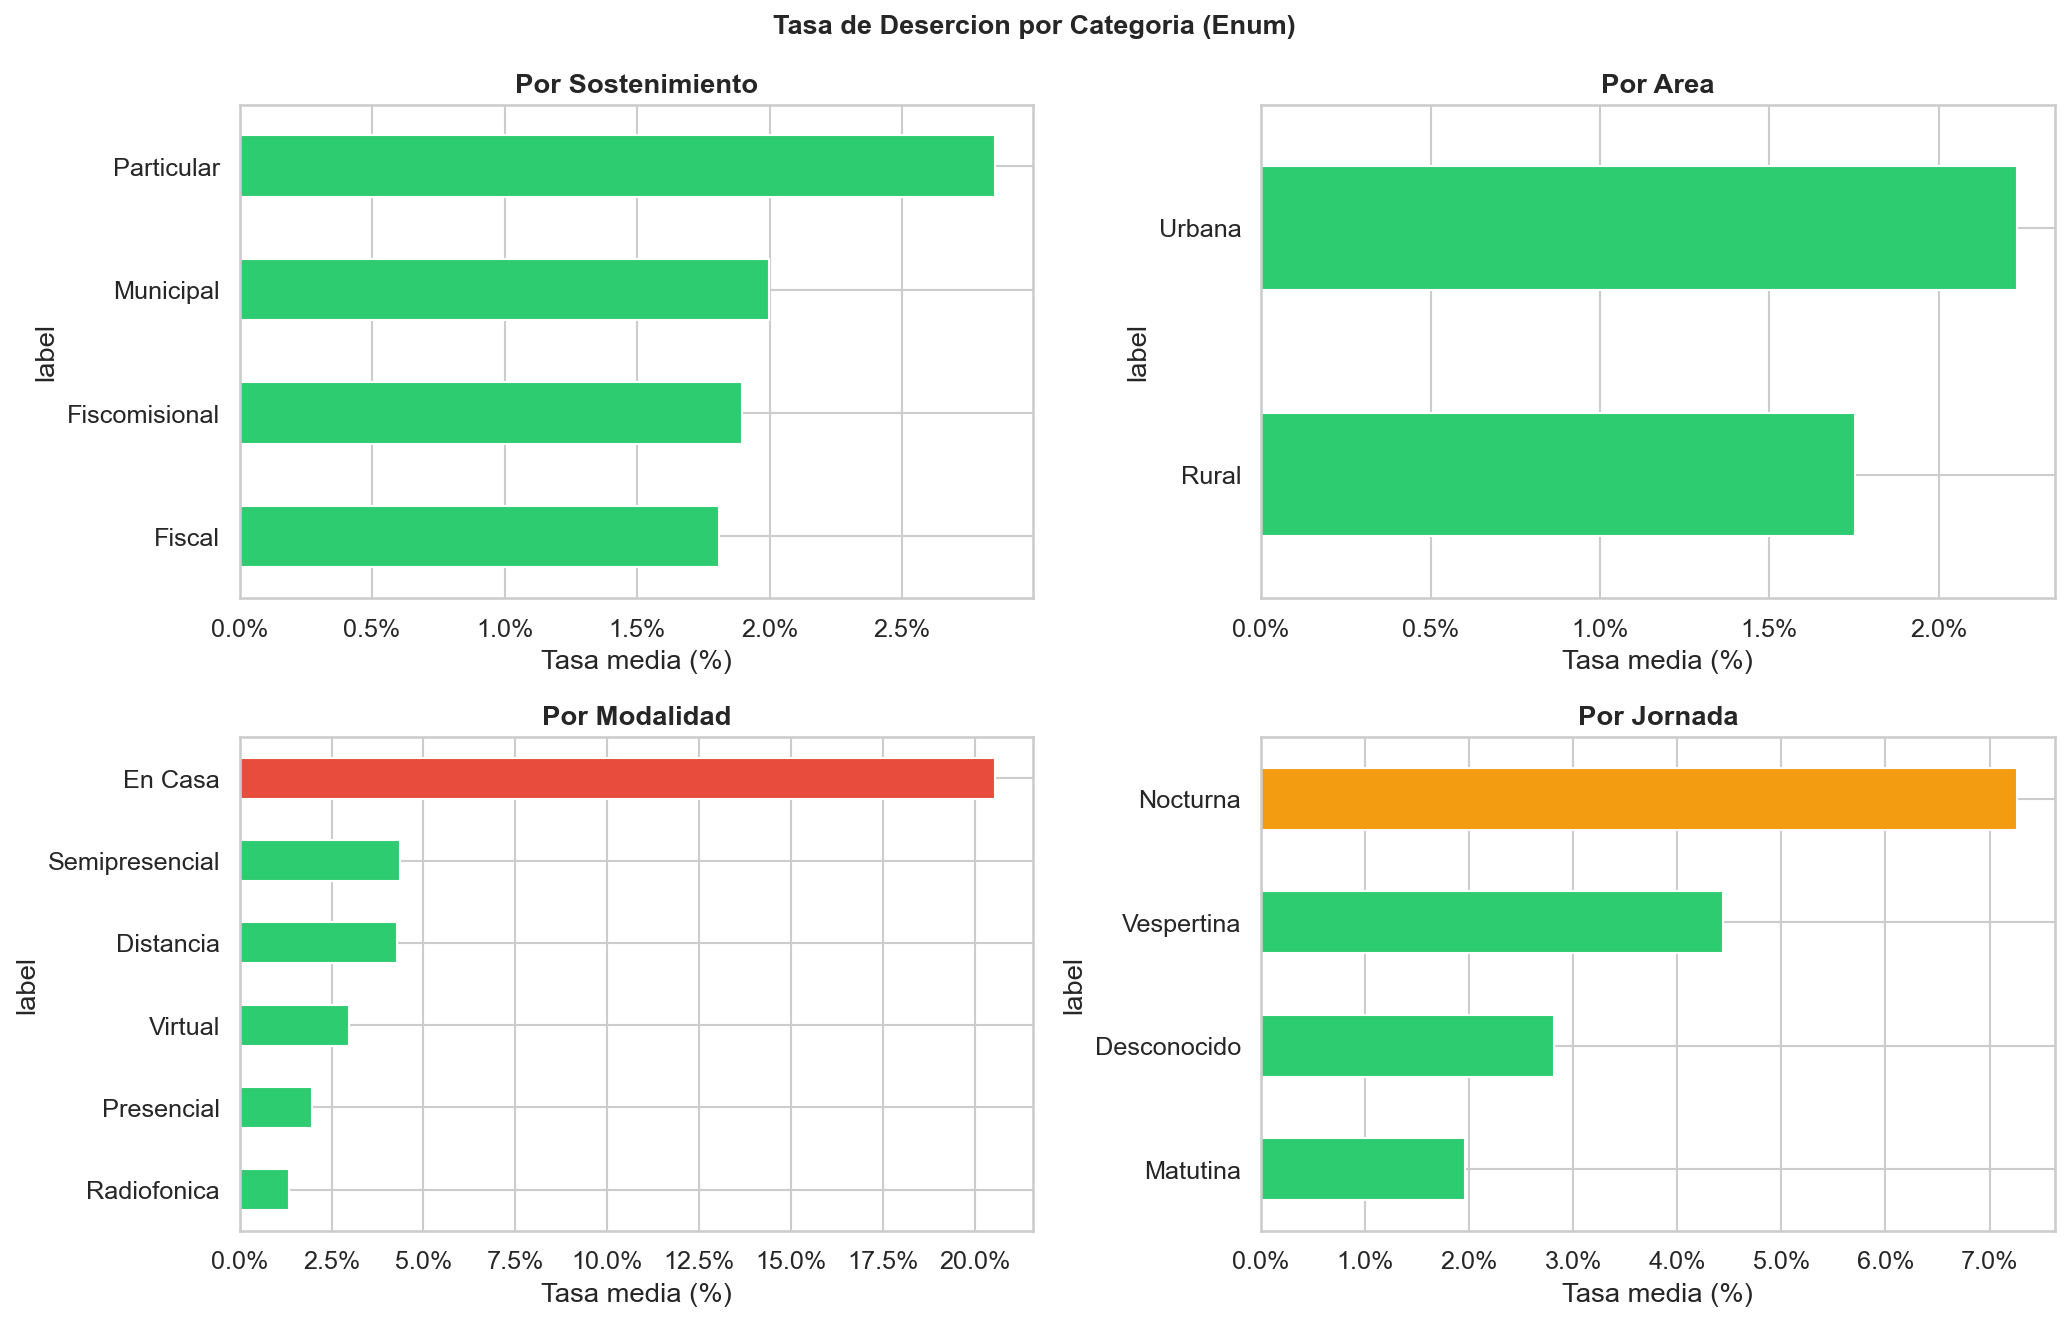 Tasa de Desercion por Categoria (Enum)
Por Sostenimiento
label
Particular
Municipal
Fiscomisional
Fiscal
0.0% 0.5% 1.0% 1.5% 2.0% 2.5%
Tasa media (%)
Por Area
label
Urbana
Rural
0.0% 0.5% 1.0% 1.5% 2.0%
Tasa media (%)
Por Modalidad
label
En Casa
Semipresencial
Distancia
Virtual
Presencial
Radiofonica
0.0% 2.5% 5.0% 7.5% 10.0% 12.5% 15.0% 17.5% 20.0%
Tasa media (%)
Por Jornada
label
Nocturna
Vespertina
Desconocido
Matutina
0.0% 1.0% 2.0% 3.0% 4.0% 5.0% 6.0% 7.0%
Tasa media (%)